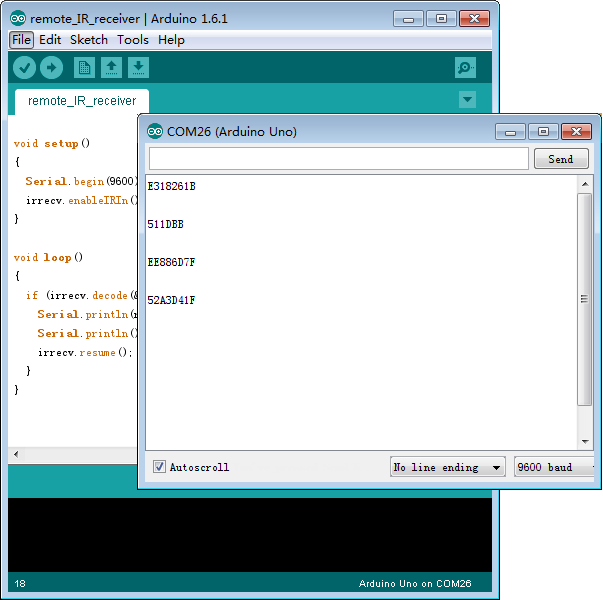 remote_IR_receiver | Arduino 1.6.1
File Edit Sketch Tools Help
remote_IR_receiver
void setup()
{
Serial.begin(9600)
irrecv.enableIRIn()
}
void loop()
{
if (irrecv.decode(&
Serial.println(
Serial.println()
irrecv.resume();
}
}
COM26 (Arduino Uno)
Send
E318261B
511DBB
EE886D7F
52A3D41F
Autoscroll
No line ending
9600 baud
18
Arduino Uno on COM26